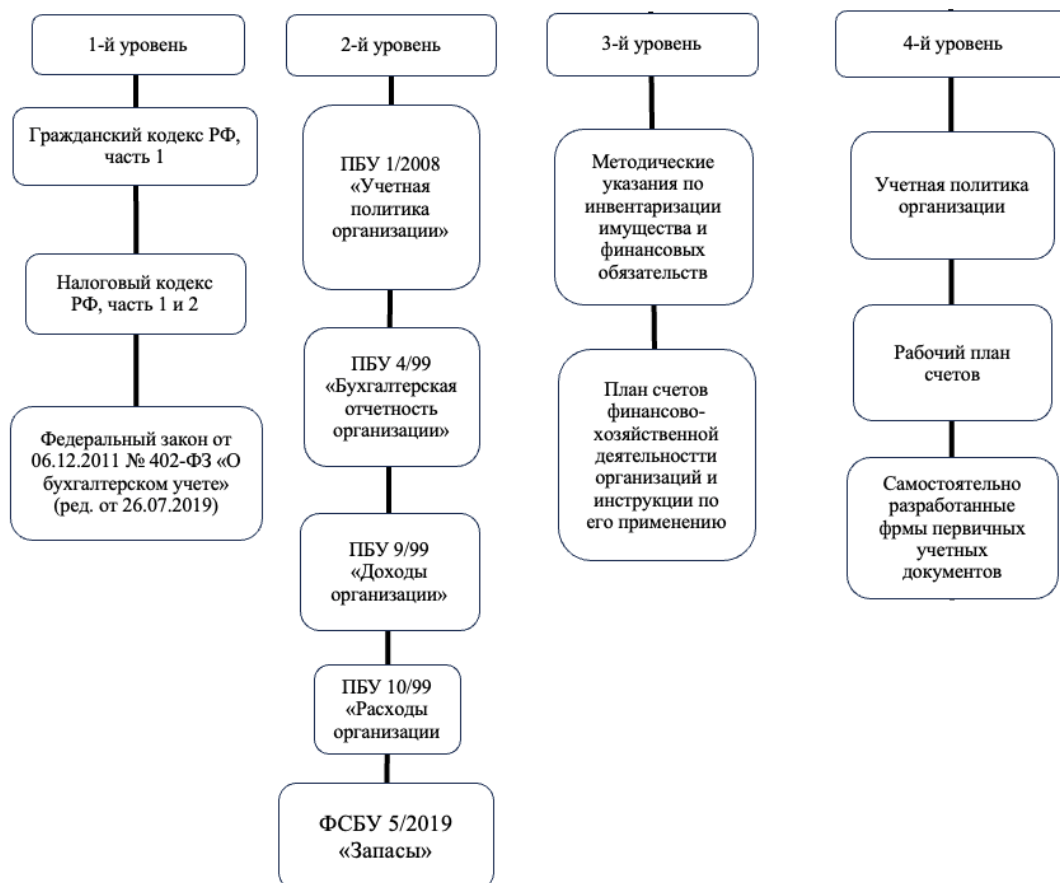 1-й уровень
Гражданский кодекс РФ,
часть 1
Налоговый кодекс
РФ, часть 1 и 2
Федеральный закон от
06.12.2011 № 402-ФЗ «О
бухгалтерском учете»
(ред. от 26.07.2019)
2-й уровень
ПБУ 1/2008
«Учетная
политика
организации»
ПБУ 4/99
«Бухгалтерская
отчетность
организации»
ПБУ 9/99
«Доходы
организации»
ПБУ 10/99
«Расходы
организации
ФСБУ 5/2019
«Запасы»
3-й уровень
Методические
указания по
инвентаризации
имущества и
финансовых
обязательств
План счетов
финансово-
хозяйственной
деятельностти
организаций и
инструкции по
его применению
4-й уровень
Учетная политика
организации
Рабочий план
счетов
Самостоятельно
разработанные
фрмы первичных
учетных
документов